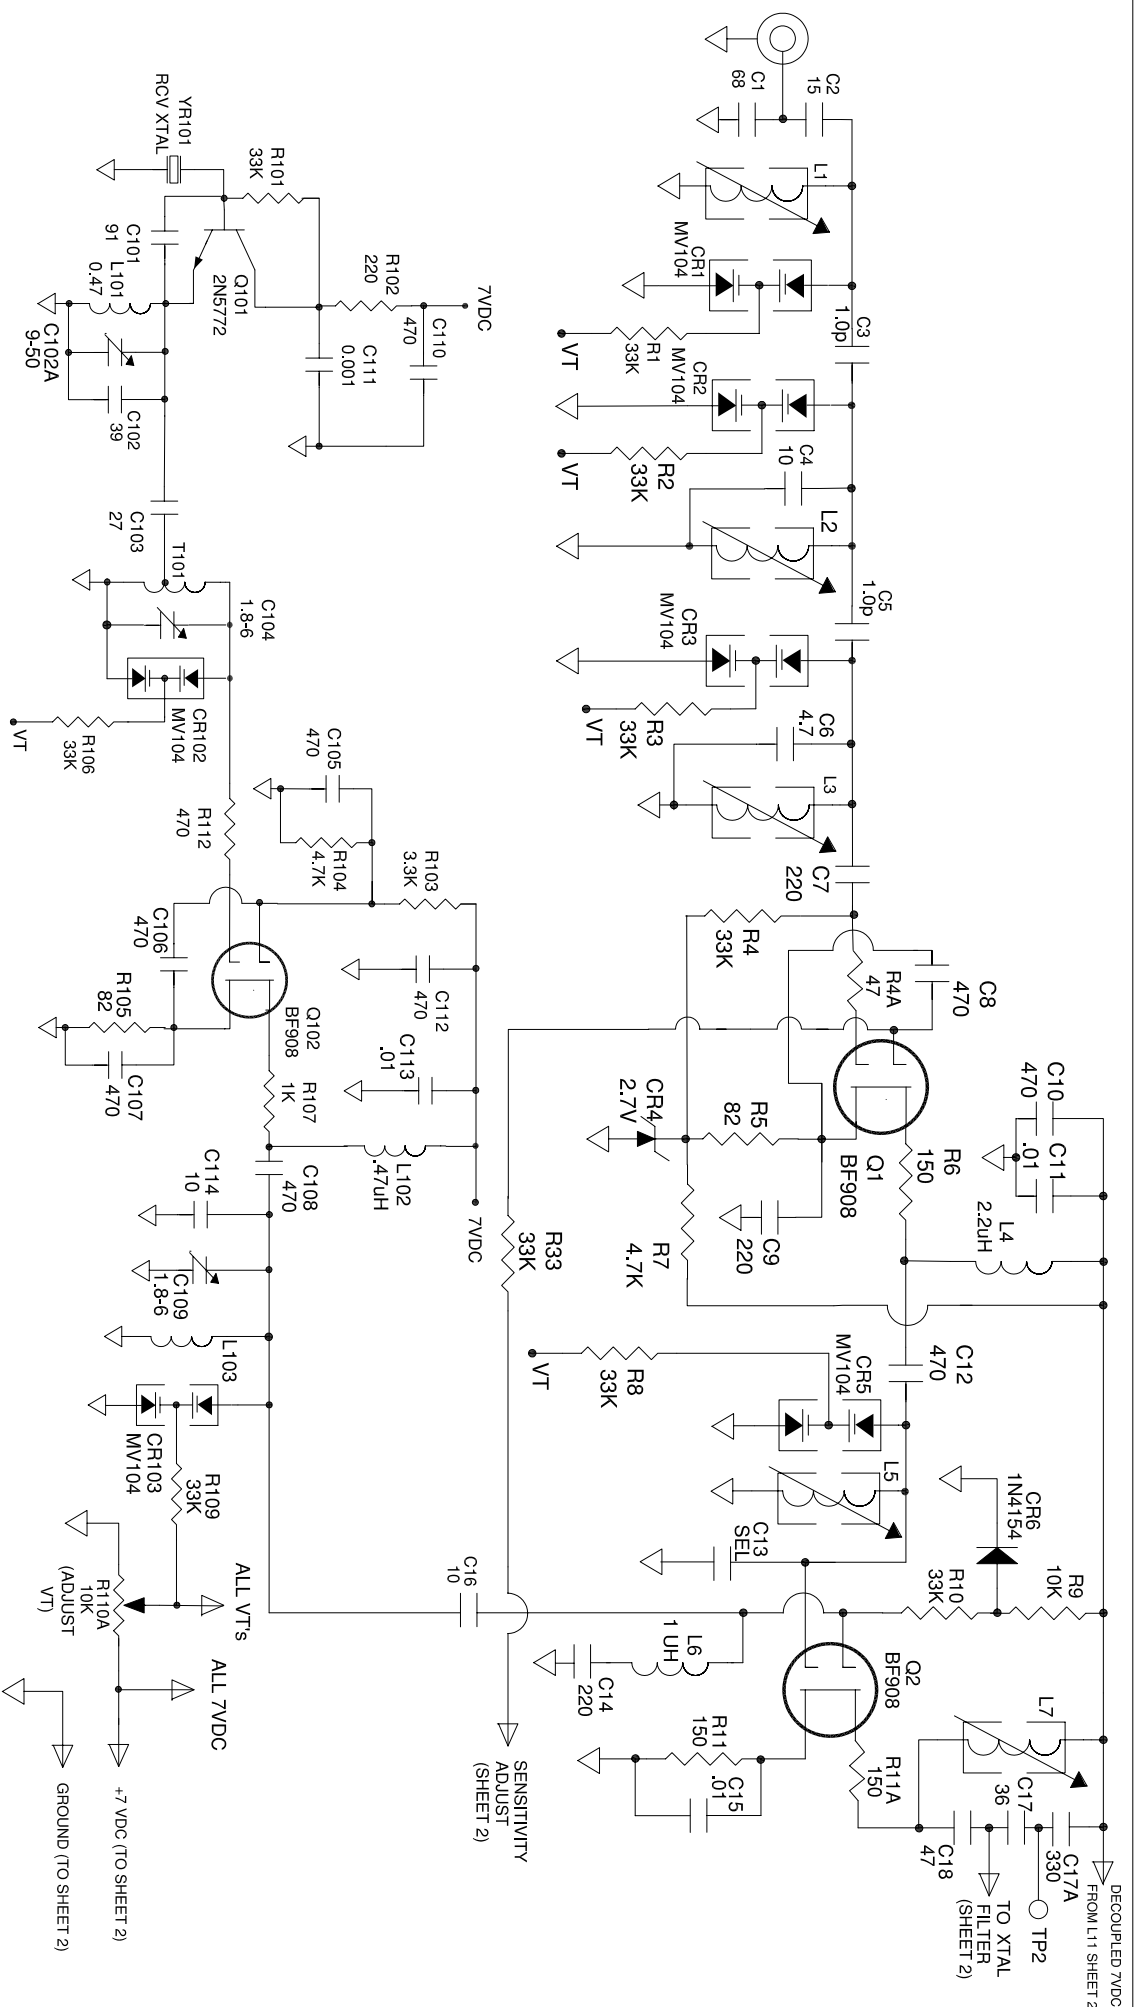 C1
68
C2
15
L1
CR1
MV104
R1
33K
VT
C3
1.0p
CR2
MV104
R2
33K
VT
C4
10
L2
C5
1.0p
CR3
MV104
R3
33K
VT
C6
4.7
L3
C7
220
R4
33K
R4A
47
C8
470
Q1
BF908
R5
82
CR4
2.7V
C9
220
R7
4.7K
R6
150
C10
470
C11
.01
L4
2.2uH
C12
470
R33
33K
SENSITIVITY
ADJUST
(SHEET 2)
CR5
MV104
R8
33K
VT
L5
C13
SEL
CR6
1N4154
R9
10K
R10
33K
Q2
BF908
L6
1 UH
C14
220
C16
10
R11
150
C15
.01
R11A
150
L7
C17
36
C17A
330
C18
47
TP2
TO XTAL
FILTER
(SHEET 2)
DECOUPLED 7VDC
FROM L11 SHEET 2
YR101
RCV XTAL
R101
33K
C101
91
L101
0.47
Q101
2N5772
R102
220
7VDC
C110
470
C111
0.001
C102A
9-50
C102
39
C103
27
T101
C104
1.8-6
CR102
MV104
R106
33K
VT
R112
470
C105
470
R104
4.7K
R103
3.3K
C106
470
R105
82
C107
470
Q102
BF908
C112
470
C113
.01
R107
1K
L102
.47uH
7VDC
C108
470
C114
10
C109
1.8-6
L103
CR103
MV104
R109
33K
R110A
10K
(ADJUST
VT)
ALL VT's
ALL 7VDC
+7 VDC (TO SHEET 2)
GROUND (TO SHEET 2)